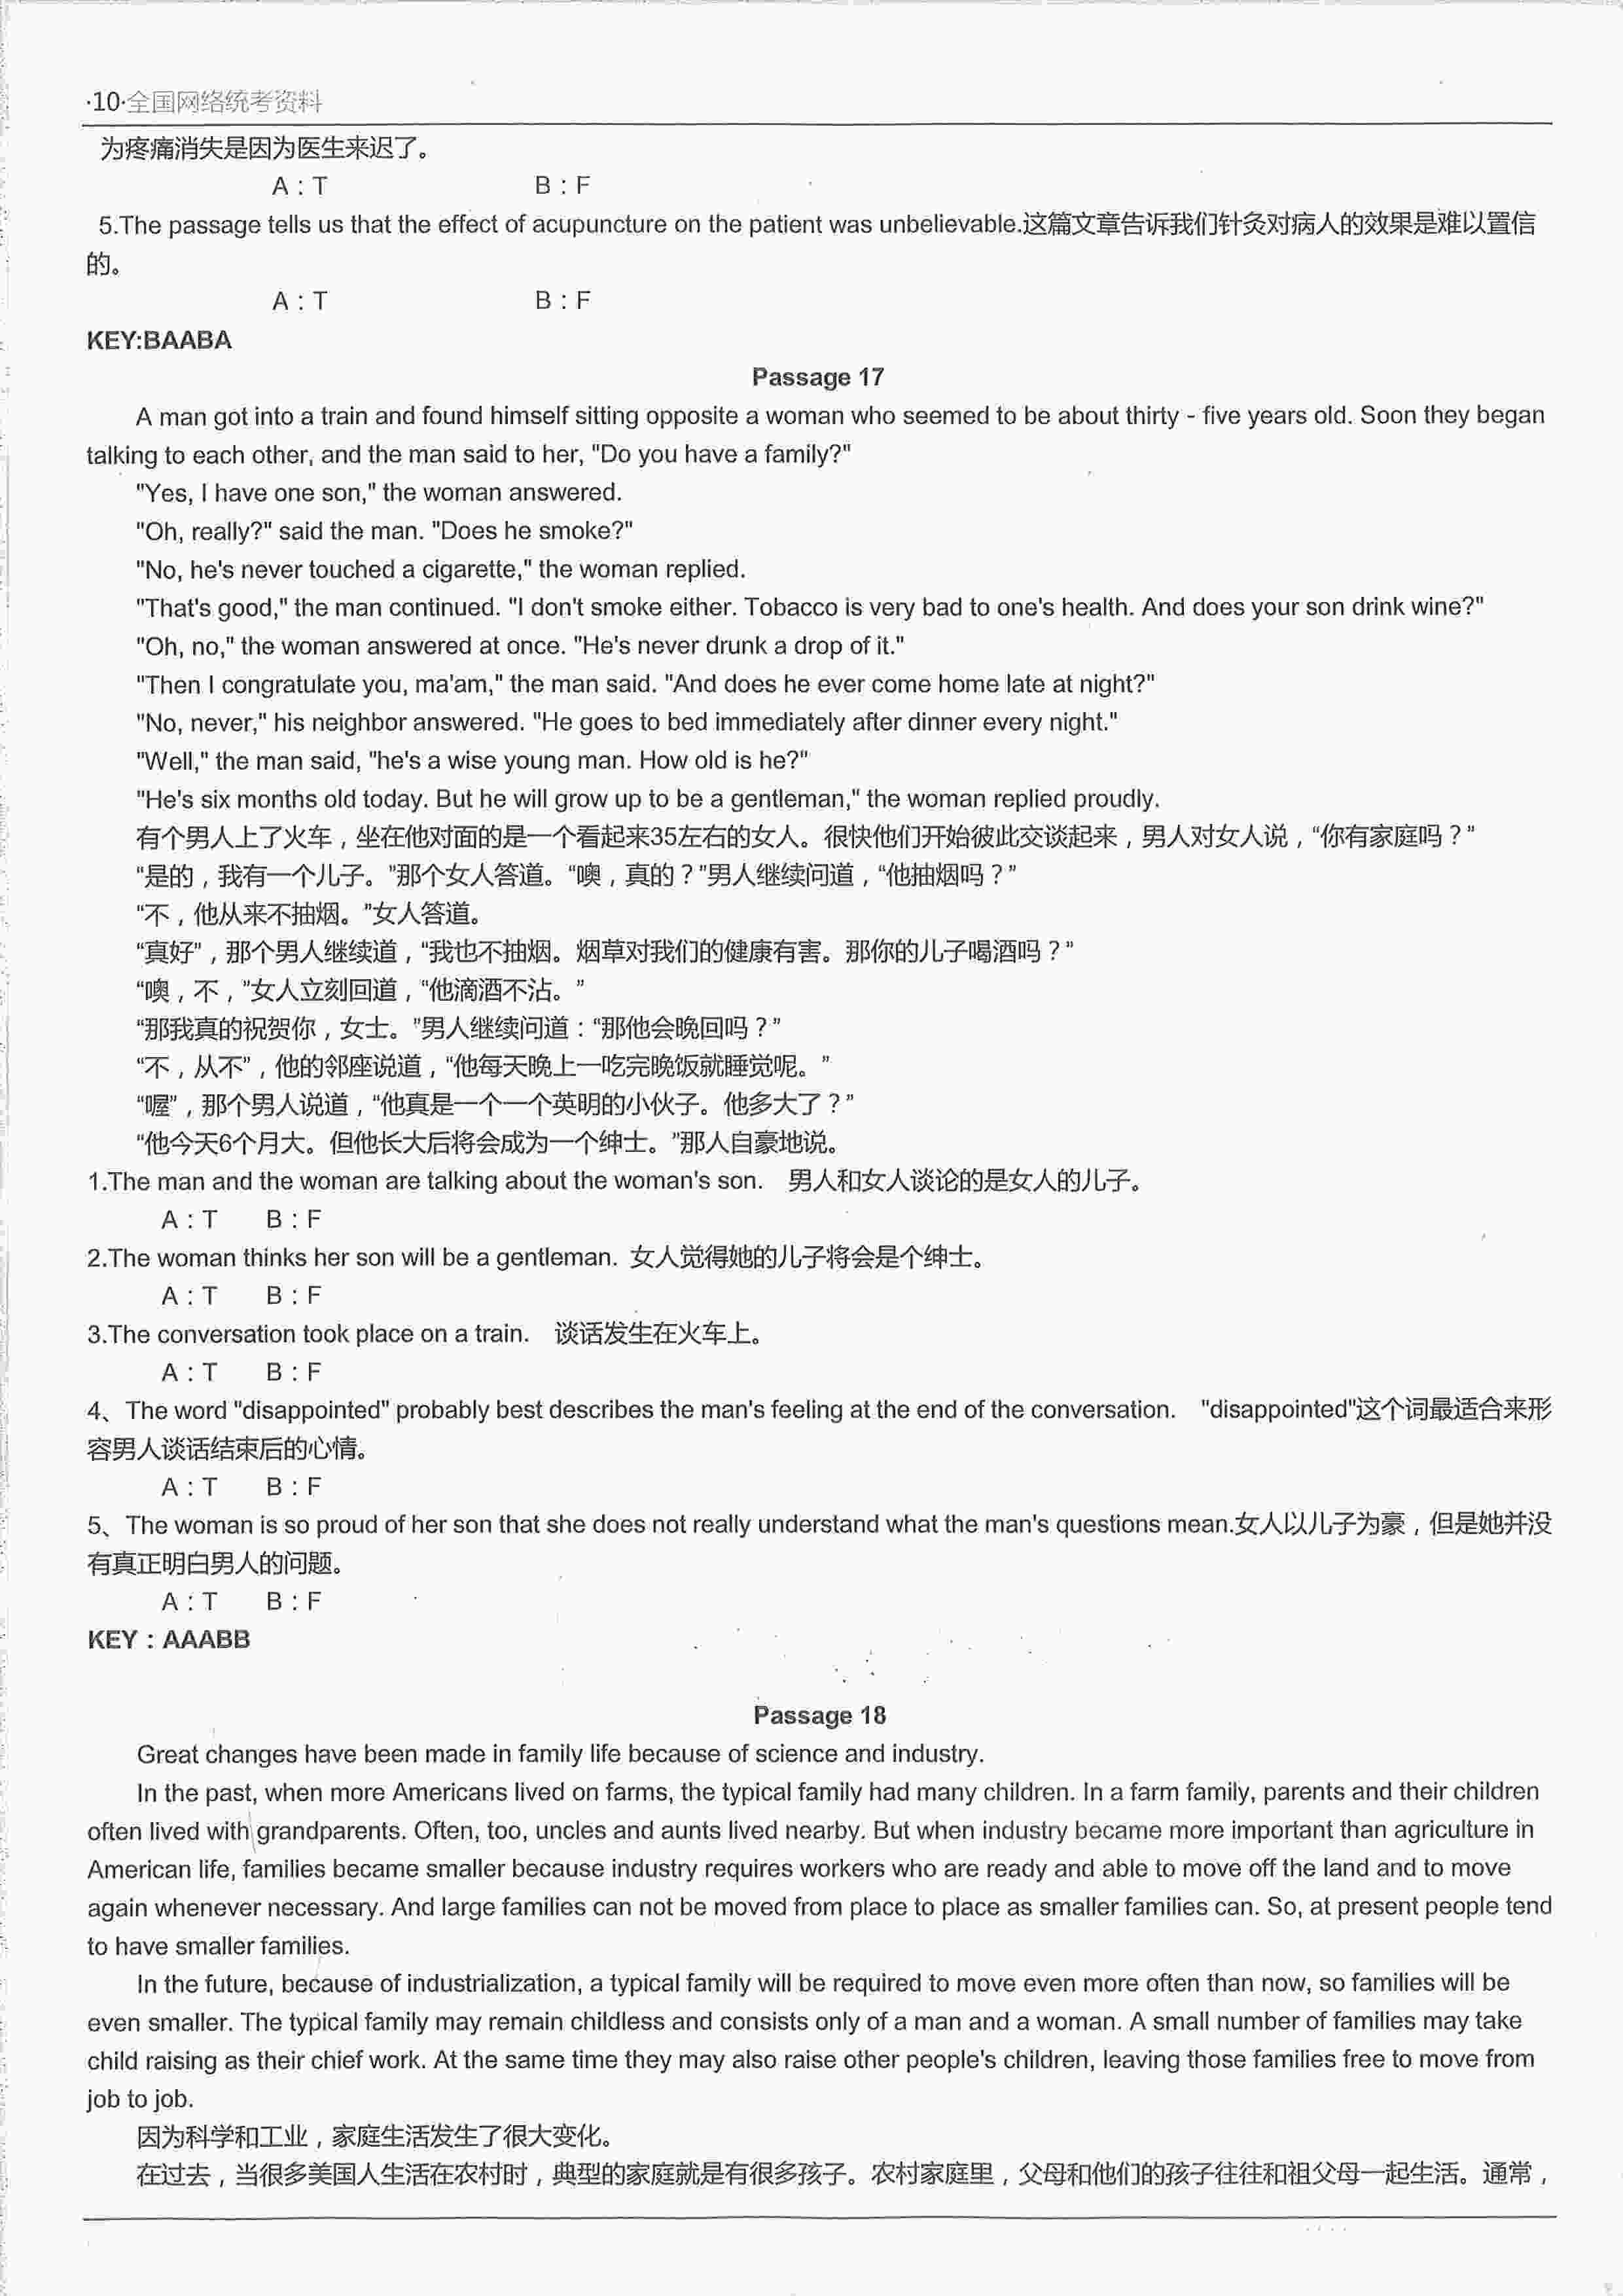 ·10·全国网络统考资料
为疼痛消失是因为医生来迟了。
A：T B：F
5.The passage tells us that the effect of acupuncture on the patient was unbelievable.这篇文章告诉我们针灸对病人的效果是难以置信
的。
A：T B：F
KEY:BAABA
Passage 17
A man got into a train and found himself sitting opposite a woman who seemed to be about thirty - five years old. Soon they began
talking to each other, and the man said to her, "Do you have a family?"
"Yes, I have one son," the woman answered.
"Oh, really?" said the man. "Does he smoke?"
"No, he's never touched a cigarette," the woman replied.
"That's good," the man continued. "I don't smoke either. Tobacco is very bad to one's health. And does your son drink wine?"
"Oh, no," the woman answered at once. "He's never drunk a drop of it."
"Then I congratulate you, ma'am," the man said. "And does he ever come home late at night?"
"No, never," his neighbor answered. "He goes to bed immediately after dinner every night."
"Well," the man said, "he's a wise young man. How old is he?"
"He's six months old today. But he will grow up to be a gentleman," the woman replied proudly.
有个男人上了火车，坐在他对面的是一个看起来35左右的女人。很快他们开始彼此交谈起来，男人对女人说，“你有家庭吗？”
“是的，我有一个儿子。”那个女人答道。“噢，真的？”男人继续问道，“他抽烟吗？”
“不，他从来不抽烟。”女人答道。
“真好”，那个男人继续道，“我也不抽烟。烟草对我们的健康有害。那你的儿子喝酒吗？”
“噢，不，”女人立刻回道，“他滴酒不沾。”
“那我真的祝贺你，女士。”男人继续问道：“那他会晚回吗？”
“不，从不”，他的邻座说道，“他每天晚上一吃完晚饭就睡觉呢。”
“喔”，那个男人说道，“他真是一个一个英明的小伙子。他多大了？”
“他今天6个月大。但他长大后将会成为一个绅士。”那人自豪地说。
1.The man and the woman are talking about the woman's son. 男人和女人谈论的是女人的儿子。
A：T B：F
2.The woman thinks her son will be a gentleman. 女人觉得她的儿子将会是个绅士。
A：T B：F
3.The conversation took place on a train. 谈话发生在火车上。
A：T B：F
4、The word "disappointed" probably best describes the man's feeling at the end of the conversation. "disappointed"这个词最适合来形
容男人谈话结束后的心情。
A：T B：F
5、The woman is so proud of her son that she does not really understand what the man's questions mean.女人以儿子为豪，但是她并没
有真正明白男人的问题。
A：T B：F
KEY：AAABB
Passage 18
Great changes have been made in family life because of science and industry.
In the past, when more Americans lived on farms, the typical family had many children. In a farm family, parents and their children
often lived with grandparents. Often, too, uncles and aunts lived nearby. But when industry became more important than agriculture in
American life, families became smaller because industry requires workers who are ready and able to move off the land and to move
again whenever necessary. And large families can not be moved from place to place as smaller families can. So, at present people tend
to have smaller families.
In the future, because of industrialization, a typical family will be required to move even more often than now, so families will be
even smaller. The typical family may remain childless and consists only of a man and a woman. A small number of families may take
child raising as their chief work. At the same time they may also raise other people's children, leaving those families free to move from
job to job.
因为科学和工业，家庭生活发生了很大变化。
在过去，当很多美国人生活在农村时，典型的家庭就是有很多孩子。农村家庭里，父母和他们的孩子往往和祖父母一起生活。通常，